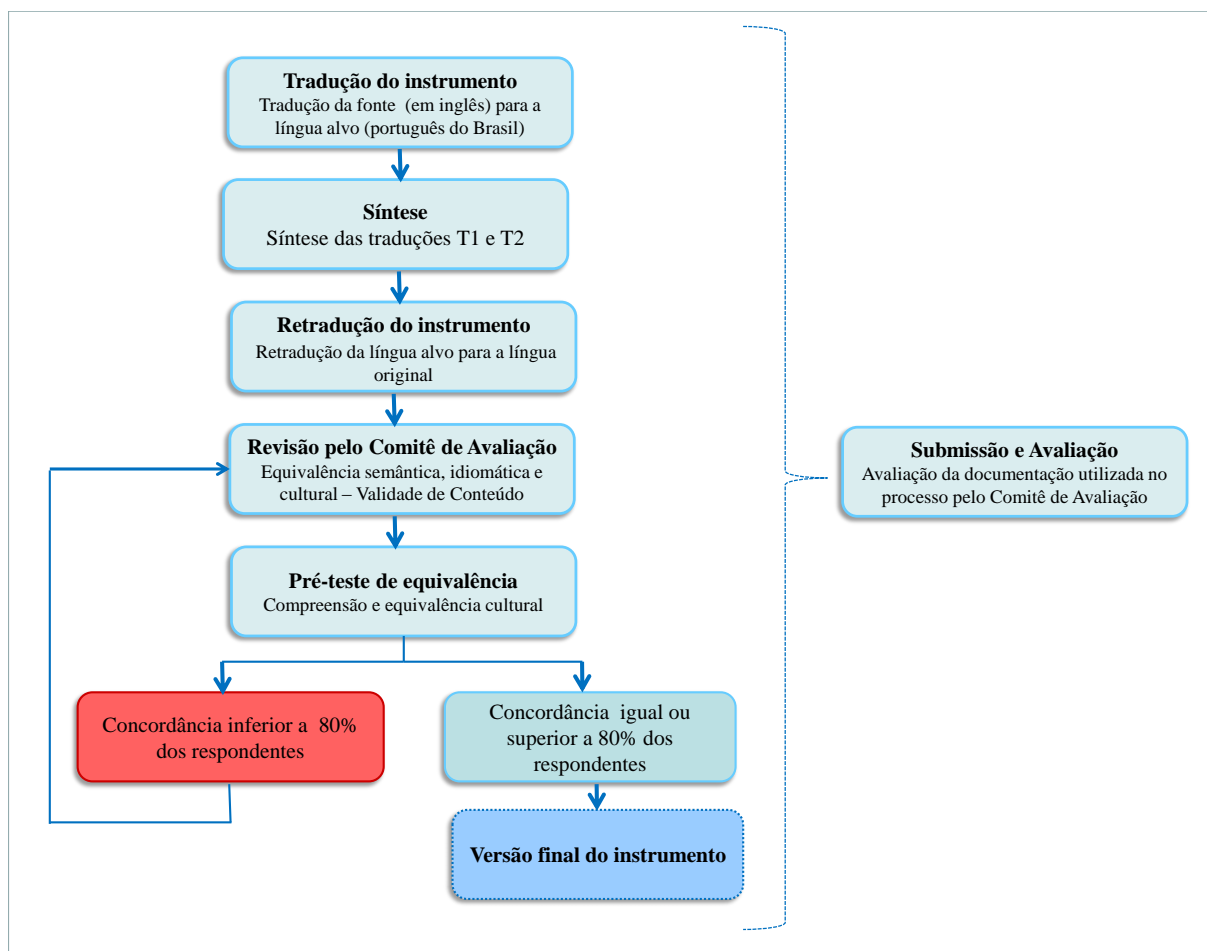 Tradução do instrumento
Tradução da fonte (em inglês) para a
língua alvo (português do Brasil)
Síntese
Síntese das traduções T1 e T2
Retradução do instrumento
Retradução da língua alvo para a língua
original
Revisão pelo Comitê de Avaliação
Equivalência semântica, idiomática e
cultural – Validade de Conteúdo
Submissão e Avaliação
Avaliação da documentação utilizada no
processo pelo Comitê de Avaliação
Pré-teste de equivalência
Compreensão e equivalência cultural
Concordância inferior a 80%
dos respondentes
Concordância igual ou
superior a 80% dos
respondentes
Versão final do instrumento